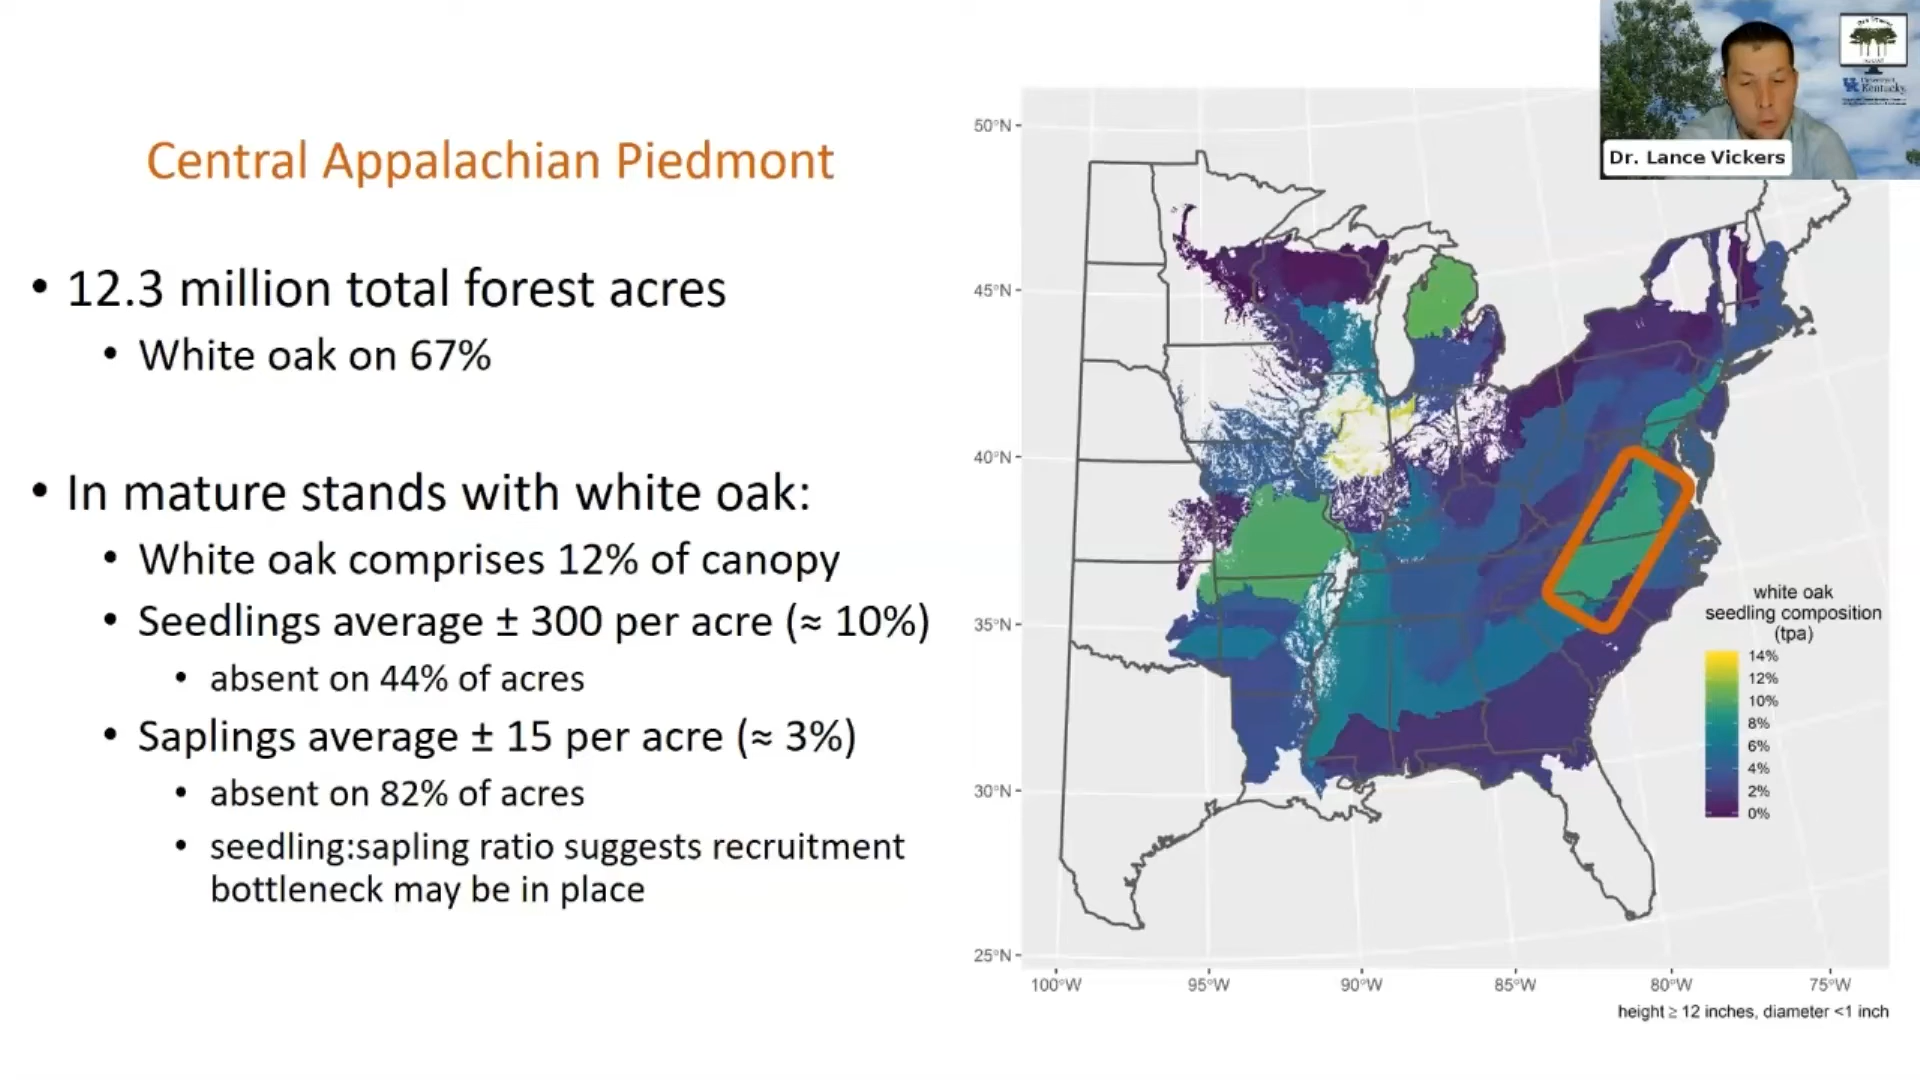 Central Appalachian Piedmont
• 12.3 million total forest acres
• White oak on 67%
• In mature stands with white oak:
• White oak comprises 12% of canopy
• Seedlings average ± 300 per acre (≈ 10%)
• absent on 44% of acres
• Saplings average ± 15 per acre (≈ 3%)
• absent on 82% of acres
• seedling:sapling ratio suggests recruitment
bottleneck may be in place
Kentucky
Dr. Lance Vickers
50°N
45°N
40°N
35°N
30°N
25°N
100°W
95°W
90°W
85°W
80°W
75°W
white oak
seedling composition
(tpa)
14%
12%
10%
8%
6%
4%
2%
0%
height ≥ 12 inches, diameter <1 inch